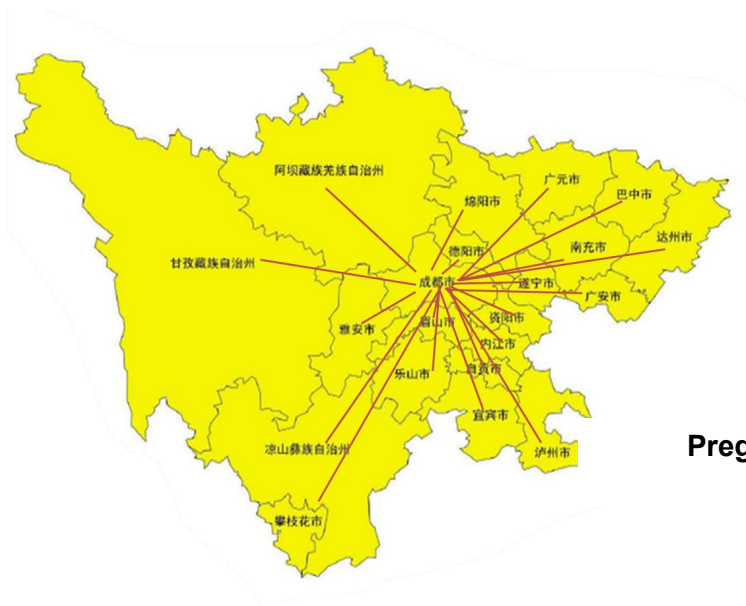 阿坝藏族羌族自治州
广元市
巴中市
绵阳市
达州市
德阳市
南充市
甘孜藏族自治州
成都市
遂宁市
广安市
资阳市
眉山市
雅安市
内江市
自贡市
乐山市
宜宾市
凉山彝族自治州
泸州市
Preg
攀枝花市